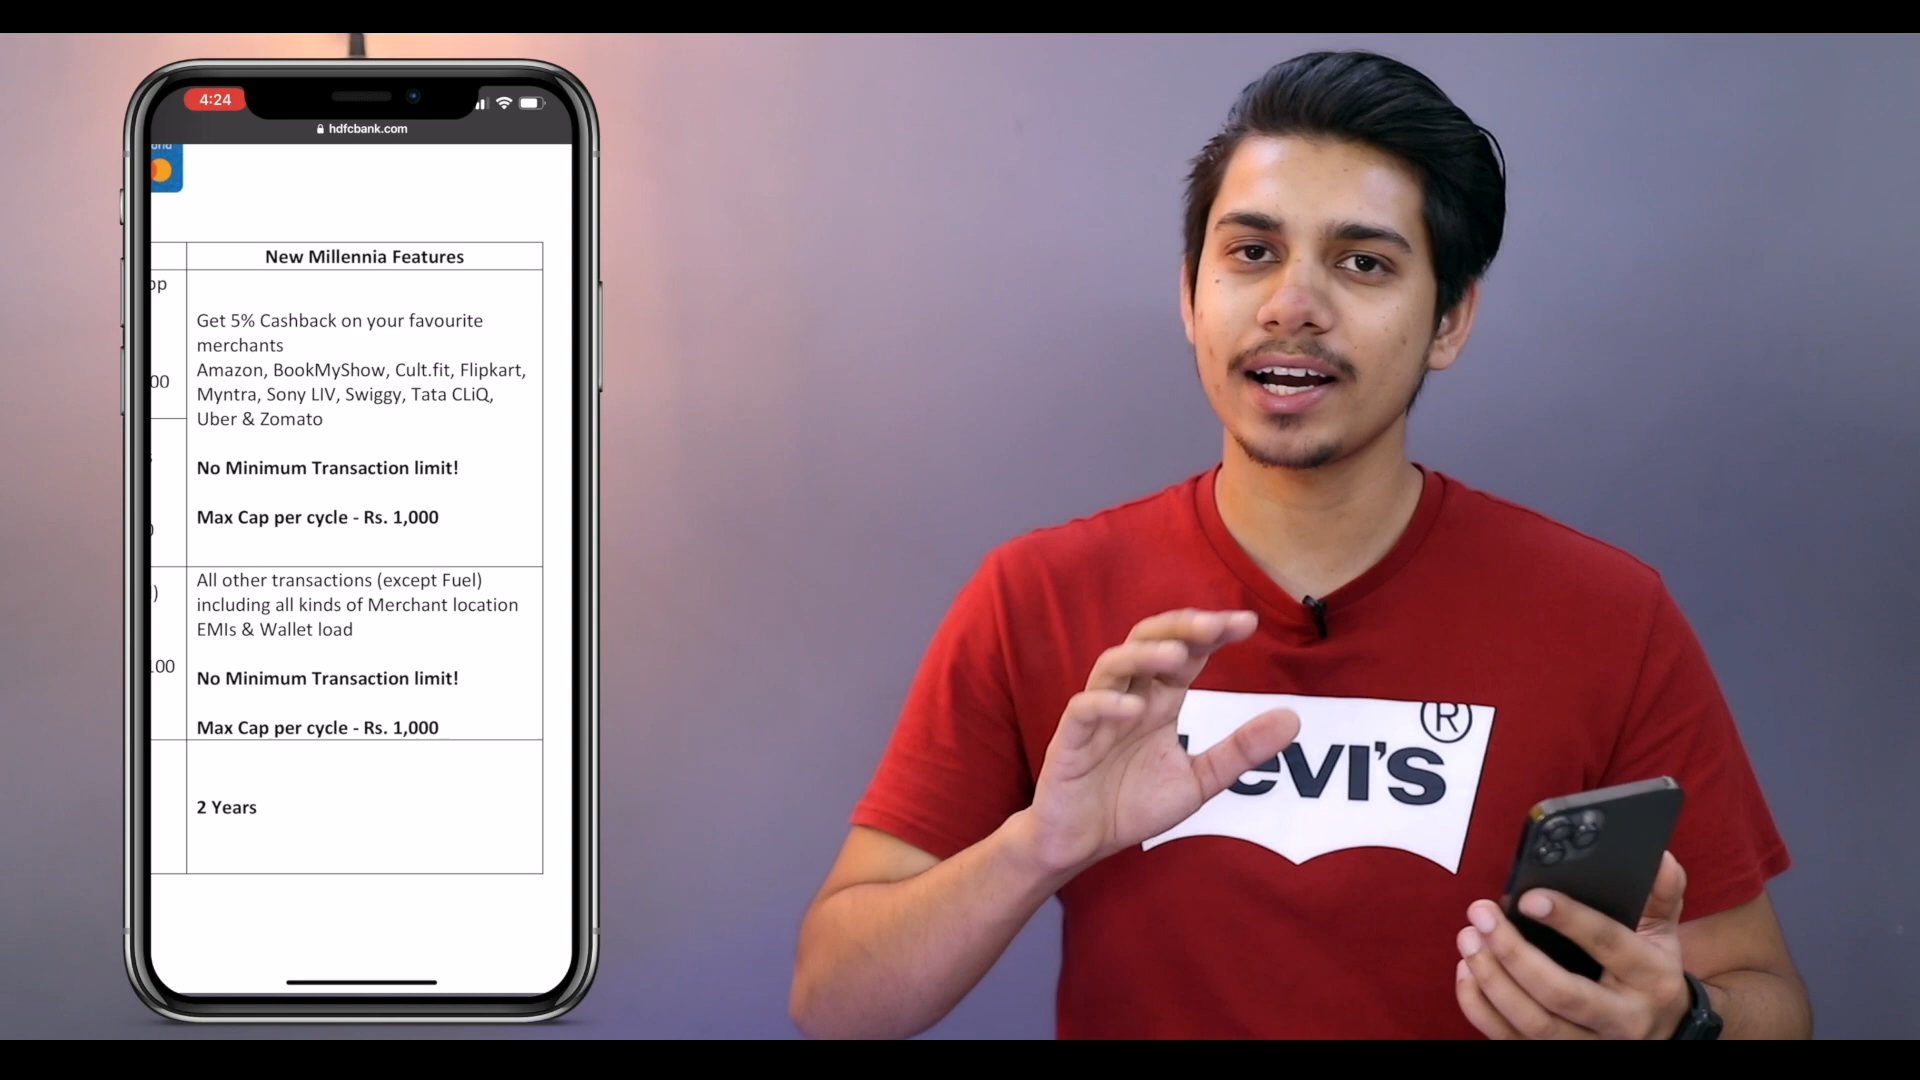 4:24
hdfcbank.com
New Millennia Features
Get 5% Cashback on your favourite
merchants
Amazon, BookMyShow, Cult.fit, Flipkart,
Myntra, Sony LIV, Swiggy, Tata CLiQ,
Uber & Zomato
No Minimum Transaction limit!
Max Cap per cycle - Rs. 1,000
All other transactions (except Fuel)
including all kinds of Merchant location
EMIs & Wallet load
No Minimum Transaction limit!
Max Cap per cycle - Rs. 1,000
2 Years
Levi's ®